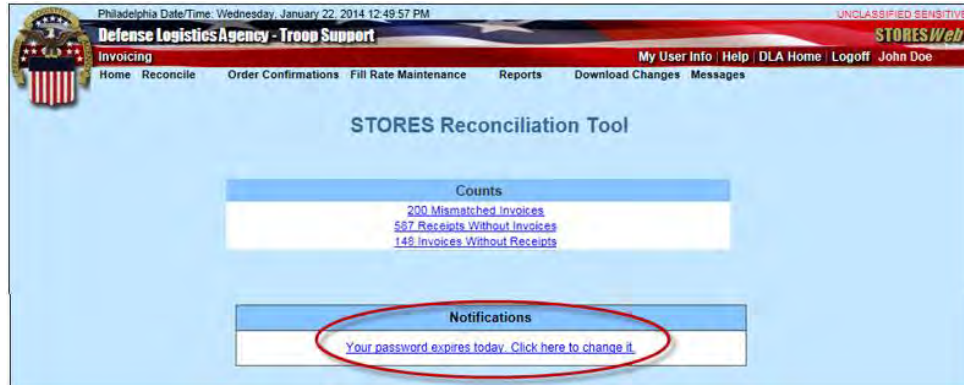 Philadelphia Date/Time: Wednesday, January 22, 2014 12:49:57 PM UNCLASSIFIED SENSITIVE
Defense Logistics Agency - Troop Support STORESWeb
Invoicing My User Info | Help | DLA Home | Logoff John Doe
Home Reconcile Order Confirmations Fill Rate Maintenance Reports Download Changes Messages
STORES Reconciliation Tool
Counts
200 Mismatched Invoices
587 Receipts Without Invoices
148 Invoices Without Receipts
Notifications
Your password expires today. Click here to change it.